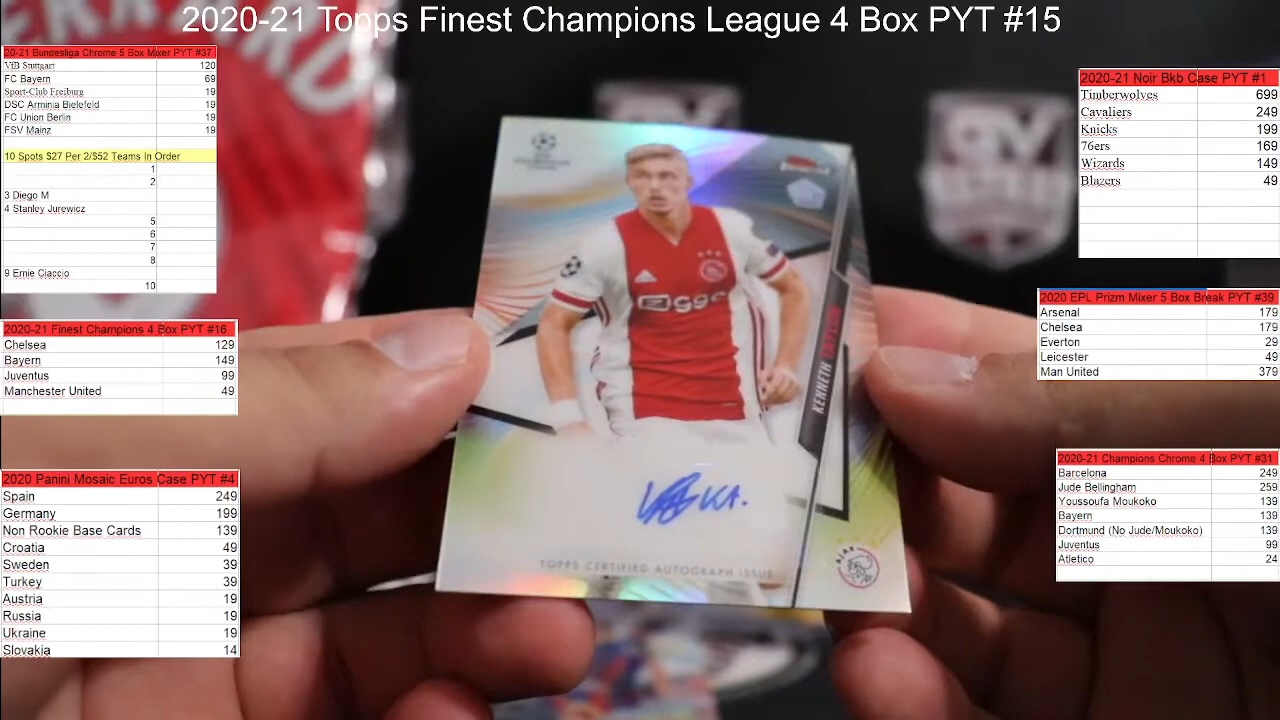 2020-21 Topps Finest Champions League 4 Box PYT #15
20-21 Bundesliga Chrome 5 Box Mixer PYT #37
VfB Stuttgart 120
FC Bayern 69
Sport-Club Freiburg 19
DSC Arminia Bielefeld 19
FC Union Berlin 19
FSV Mainz 19
10 Spots $27 Per 2/$52 Teams In Order
1
2
3 Diego M
4 Stanley Jurewicz
5
6
7
8
9 Ernie Ciaccio
10
2020-21 Finest Champions 4 Box PYT #16
Chelsea 129
Bayern 149
Juventus 99
Manchester United 49
2020 Panini Mosaic Euros Case PYT #4
Spain 249
Germany 199
Non Rookie Base Cards 139
Croatia 49
Sweden 39
Turkey 39
Austria 19
Russia 19
Ukraine 19
Slovakia 14
KENNETH TAYLOR
TOPPS CERTIFIED AUTOGRAPH ISSUE
AJAX
2020-21 Noir Bkb Case PYT #1
Timberwolves 699
Cavaliers 249
Knicks 199
76ers 169
Wizards 149
Blazers 49
2020 EPL Prizm Mixer 5 Box Break PYT #39
Arsenal 179
Chelsea 179
Everton 29
Leicester 49
Man United 379
2020-21 Champions Chrome 4 Box PYT #31
Barcelona 249
Jude Bellingham 259
Youssoufa Moukoko 139
Bayern 139
Dortmund (No Jude/Moukoko) 139
Juventus 99
Atletico 24